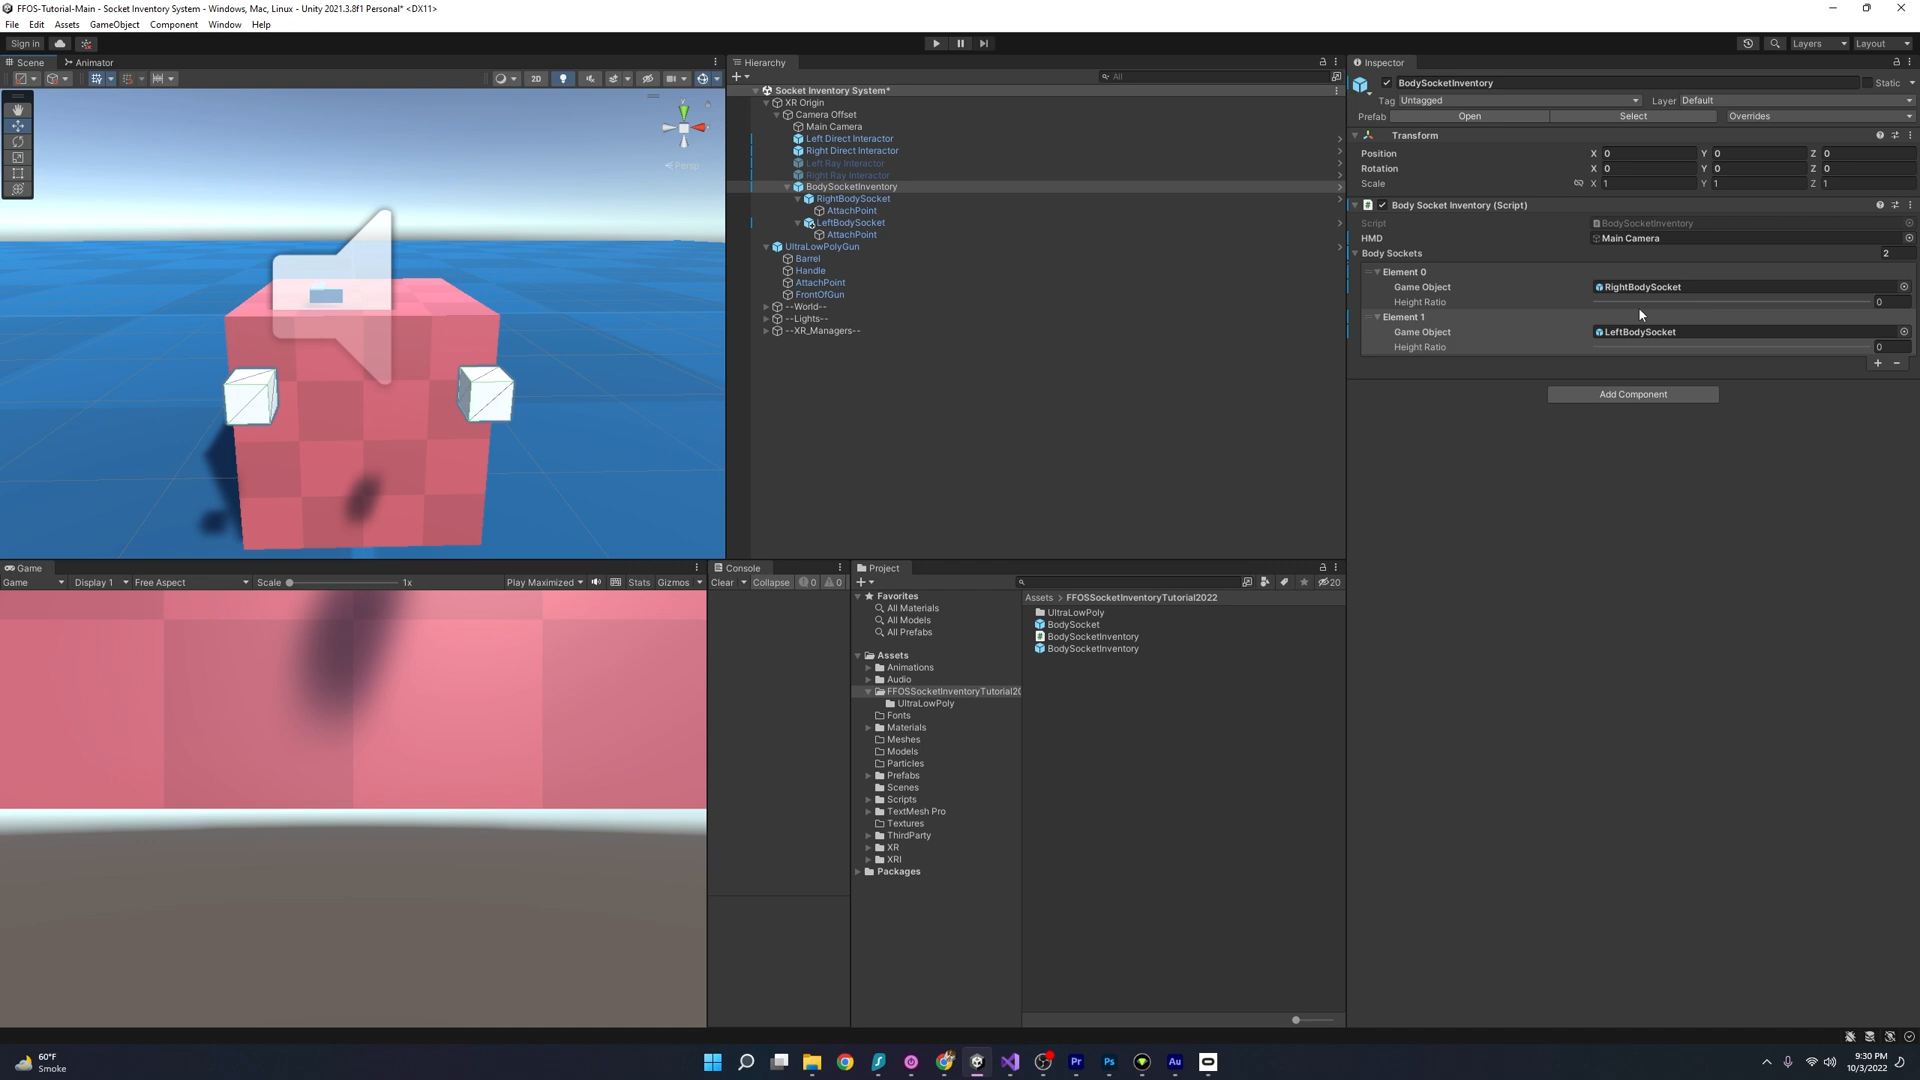 FFOS-Tutorial-Main - Socket Inventory System - Windows, Mac, Linux - Unity 2021.3.8f1 Personal* <DX11>
File Edit Assets GameObject Component Window Help
Sign in
Layers Layout
Scene Animator
2D
y
Persp
Hierarchy
All
Socket Inventory System*
XR Origin
Camera Offset
Main Camera
Left Direct Interactor
Right Direct Interactor
Left Ray Interactor
Right Ray Interactor
BodySocketInventory
RightBodySocket
AttachPoint
LeftBodySocket
AttachPoint
UltraLowPolyGun
Barrel
Handle
AttachPoint
FrontOfGun
--World--
--Lights--
--XR_Managers--
Inspector
BodySocketInventory Static
Tag Untagged Layer Default
Prefab Open Select Overrides
Transform
Position X 0 Y 0 Z 0
Rotation X 0 Y 0 Z 0
Scale X 1 Y 1 Z 1
# Body Socket Inventory (Script)
Script BodySocketInventory
HMD Main Camera
Body Sockets 2
Element 0
Game Object RightBodySocket
Height Ratio 0
Element 1
Game Object LeftBodySocket
Height Ratio 0
+ -
Add Component
Game
Game Display 1 Free Aspect Scale 1x Play Maximized Stats Gizmos
Console
Clear Collapse 0 0
Project
20
Favorites
All Materials
All Models
All Prefabs
Assets
Animations
Audio
FFOSSocketInventoryTutorial20
UltraLowPoly
Fonts
Materials
Meshes
Models
Particles
Prefabs
Scenes
Scripts
TextMesh Pro
Textures
ThirdParty
XR
XRI
Packages
Assets > FFOSSocketInventoryTutorial2022
UltraLowPoly
BodySocket
BodySocketInventory
BodySocketInventory
60°F
Smoke
Pr Ps Au
9:30 PM
10/3/2022